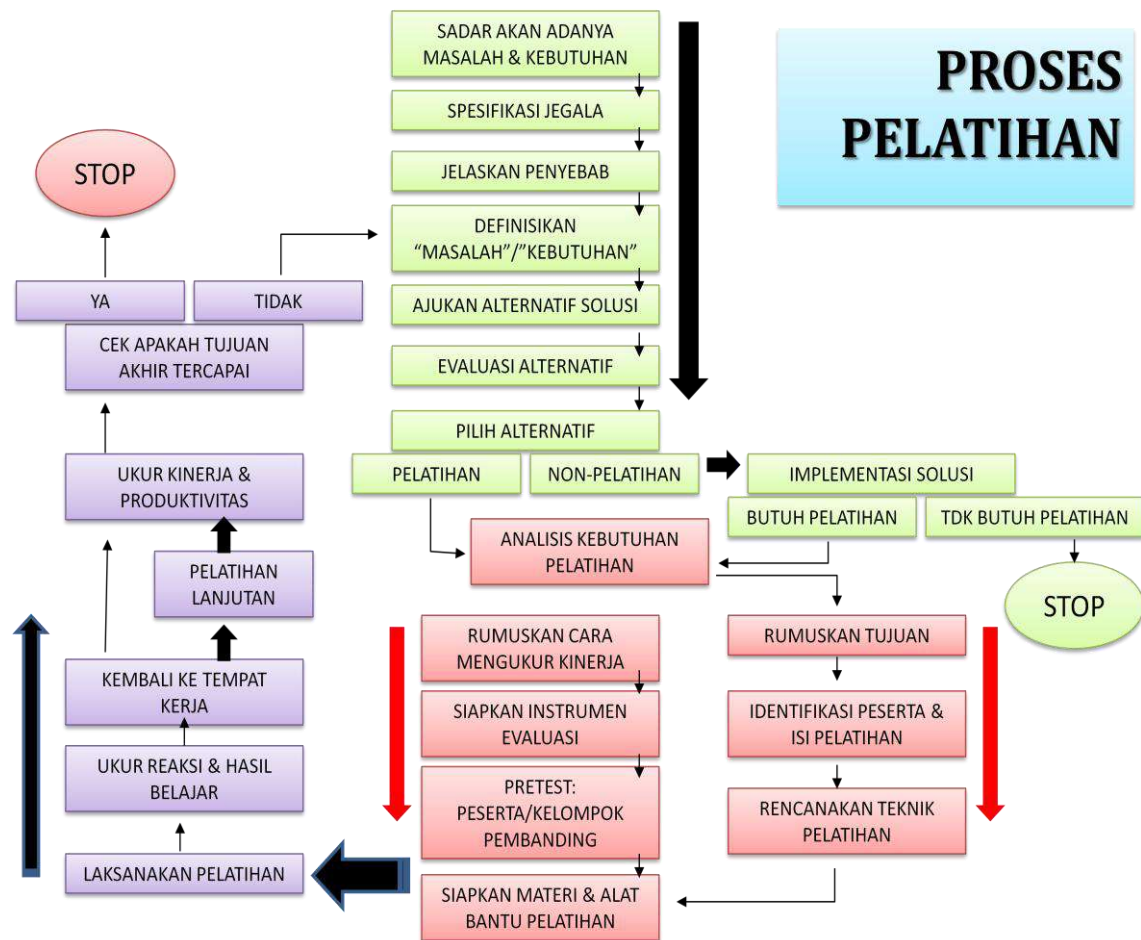 PROSES
PELATIHAN
SADAR AKAN ADANYA
MASALAH & KEBUTUHAN
SPESIFIKASI JEGALA
JELASKAN PENYEBAB
DEFINISIKAN
“MASALAH”/”KEBUTUHAN”
AJUKAN ALTERNATIF SOLUSI
EVALUASI ALTERNATIF
PILIH ALTERNATIF
PELATIHAN
NON-PELATIHAN
IMPLEMENTASI SOLUSI
BUTUH PELATIHAN
TDK BUTUH PELATIHAN
STOP
ANALISIS KEBUTUHAN
PELATIHAN
RUMUSKAN TUJUAN
IDENTIFIKASI PESERTA &
ISI PELATIHAN
RENCANAKAN TEKNIK
PELATIHAN
RUMUSKAN CARA
MENGUKUR KINERJA
SIAPKAN INSTRUMEN
EVALUASI
PRETEST:
PESERTA/KELOMPOK
PEMBANDING
SIAPKAN MATERI & ALAT
BANTU PELATIHAN
LAKSANAKAN PELATIHAN
UKUR REAKSI & HASIL
BELAJAR
KEMBALI KE TEMPAT
KERJA
PELATIHAN
LANJUTAN
UKUR KINERJA &
PRODUKTIVITAS
CEK APAKAH TUJUAN
AKHIR TERCAPAI
YA
TIDAK
STOP